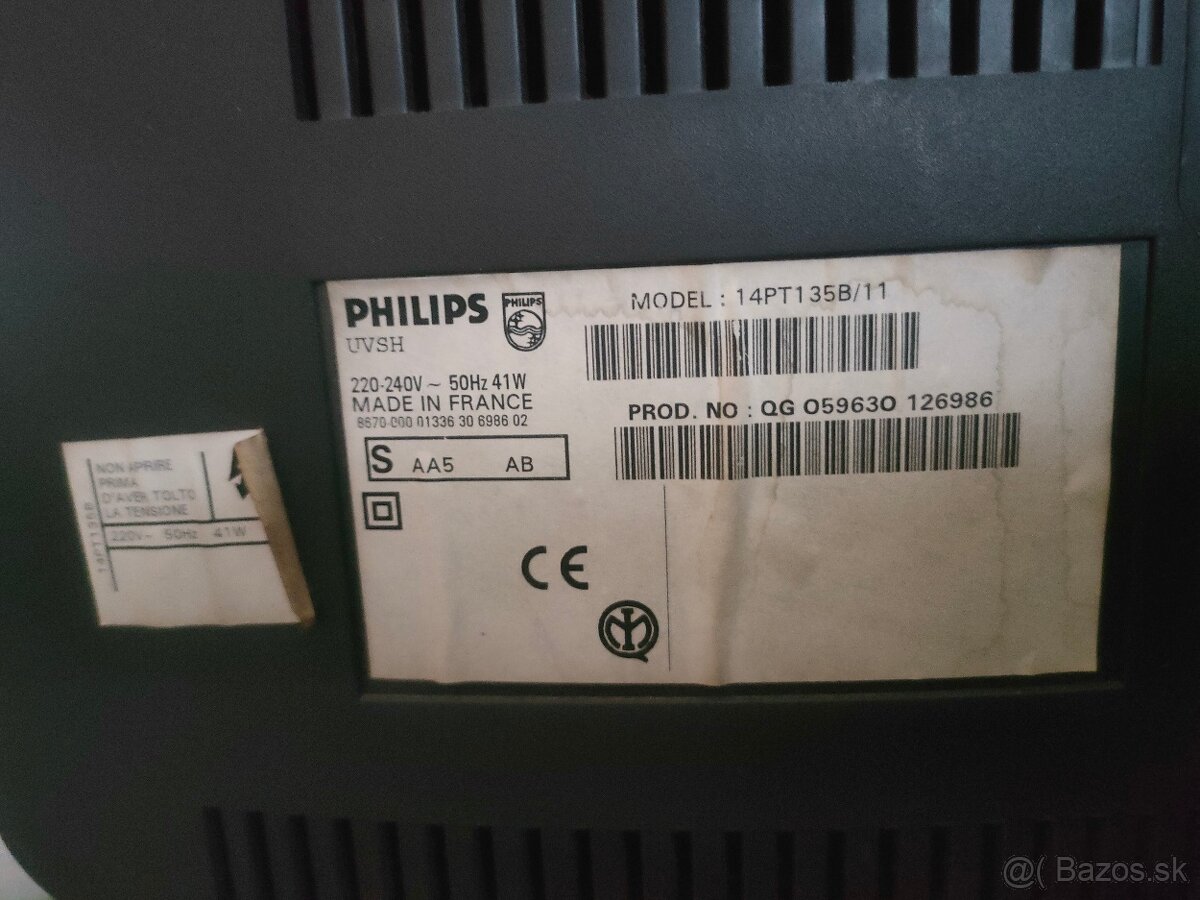 PHILIPS
PHILIPS
UVSH
220-240V ~ 50Hz 41W
MADE IN FRANCE
8670-000 01336 30 6986 02
S AA5 AB
MODEL : 14PT135B/11
PROD. NO : QG 059630 126986
CE
NON APRIRE
PRIMA
D'AVER TOLTO
LA TENSIONE
220V~ 50Hz 41W
14PT135B
@( Bazos.sk